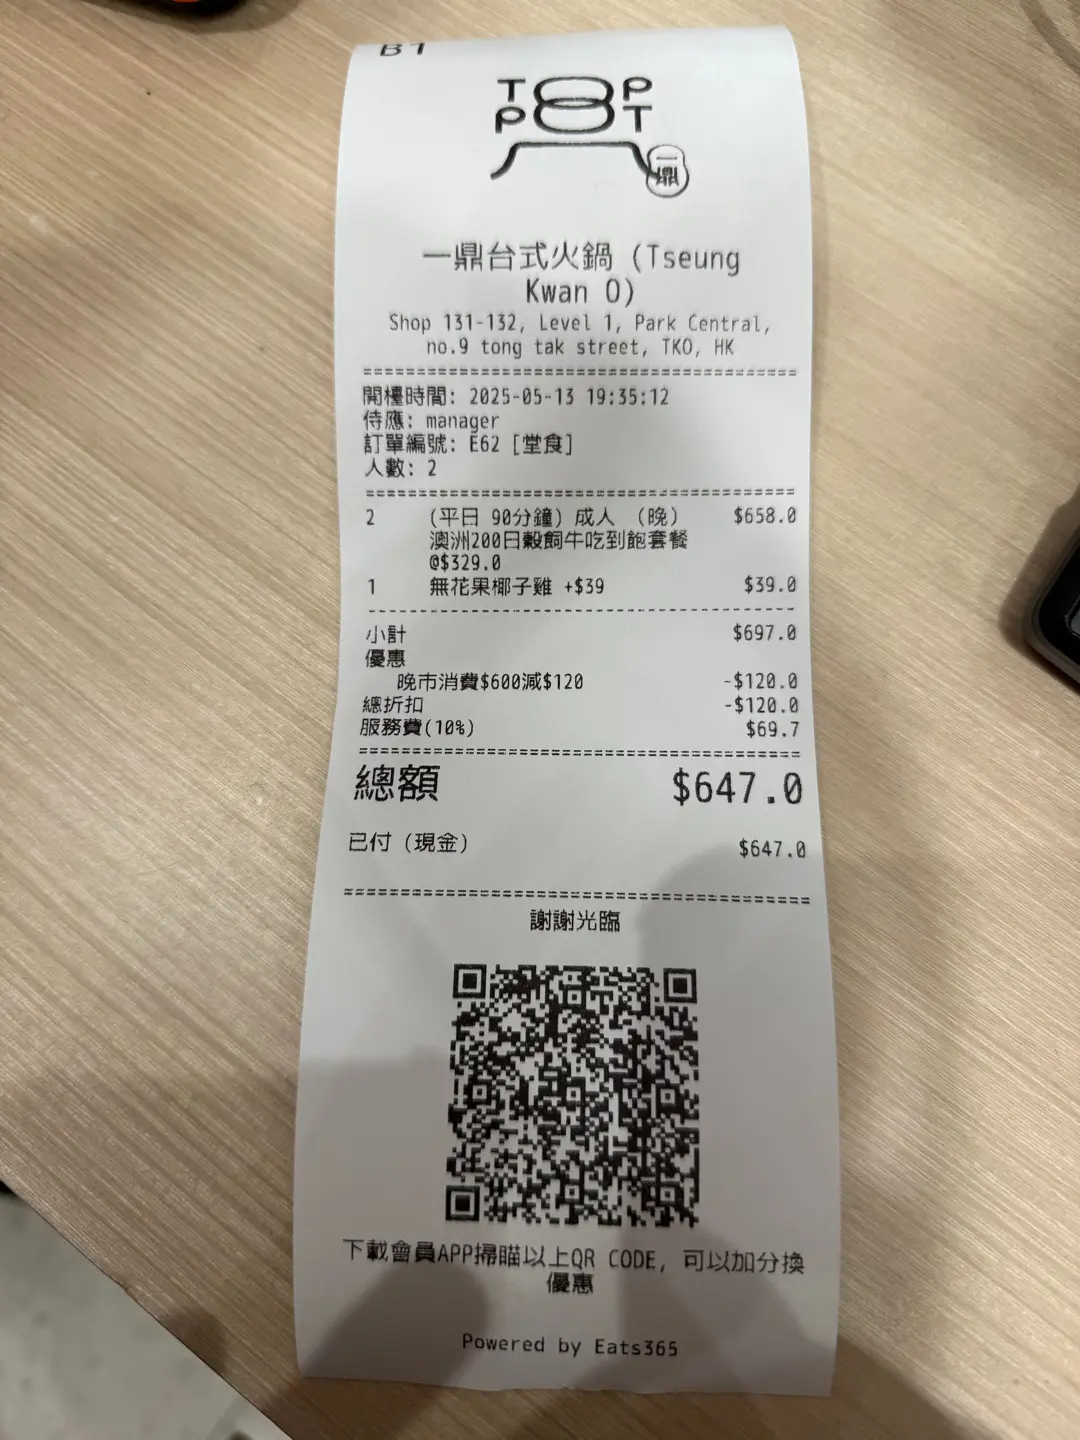 B1
TOP
POT
一鼎
一鼎台式火鍋 (Tseung
Kwan O)
Shop 131-132, Level 1, Park Central,
no.9 tong tak street, TKO, HK
開檯時間: 2025-05-13 19:35:12
侍應: manager
訂單編號: E62 [堂食]
人數: 2
2 (平日 90分鐘) 成人 （晚） $658.0
澳洲200日穀飼牛吃到飽套餐
@$329.0
1 無花果椰子雞 +$39 $39.0
小計 $697.0
優惠
晚市消費$600減$120 -$120.0
總折扣 -$120.0
服務費(10%) $69.7
總額 $647.0
已付（現金） $647.0
謝謝光臨
下載會員APP掃瞄以上QR CODE, 可以加分換
優惠
Powered by Eats365